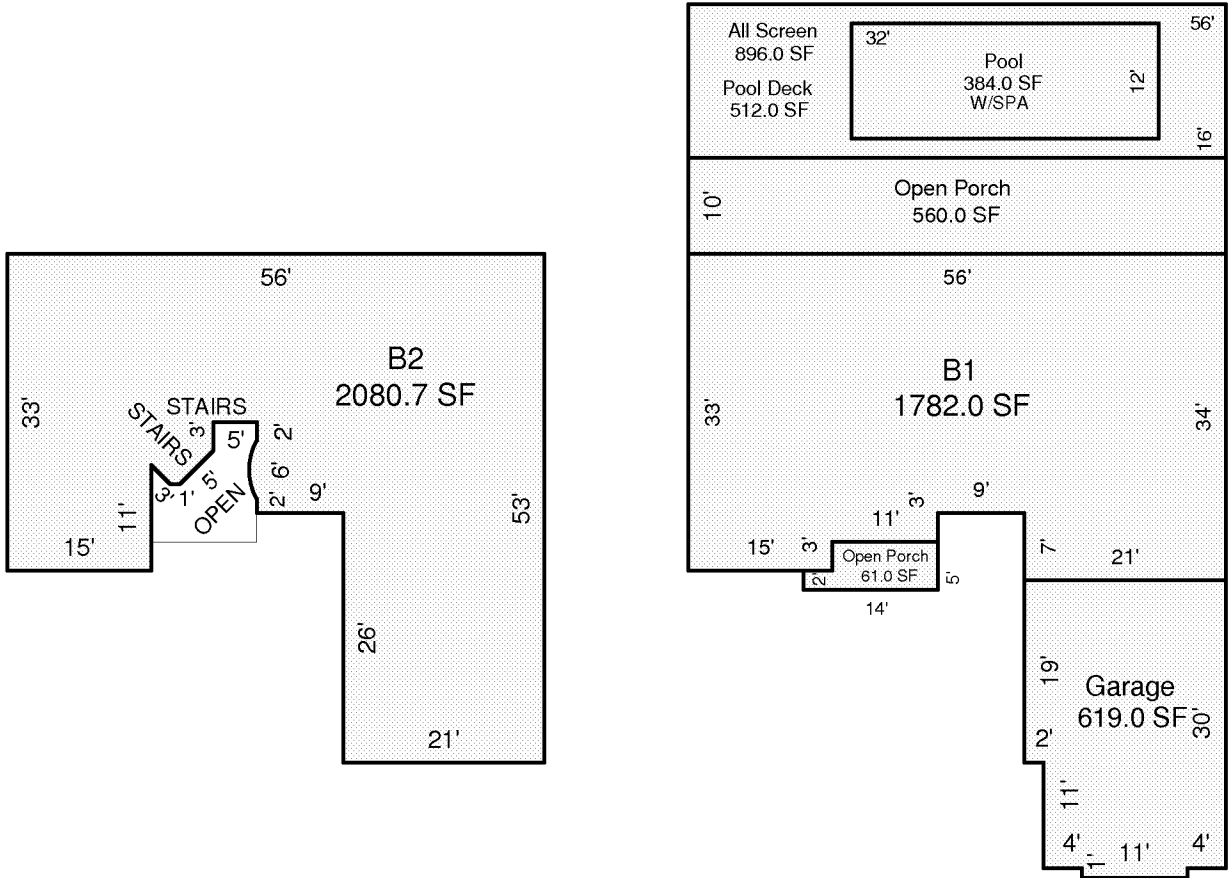 56'
B2
2080.7 SF
33'
STAIRS
STAIRS
3'
5'
2'
6'
2'
9'
3'
1'
5'
OPEN
11'
15'
53'
26'
21'
All Screen
896.0 SF
Pool Deck
512.0 SF
32'
Pool
384.0 SF
W/SPA
12'
56'
16'
10'
Open Porch
560.0 SF
56'
B1
1782.0 SF
33'
34'
9'
3'
11'
15'
3'
Open Porch
61.0 SF
2'
5'
14'
7'
21'
19'
Garage
619.0 SF
30'
2'
11'
4'
1'
11'
4'